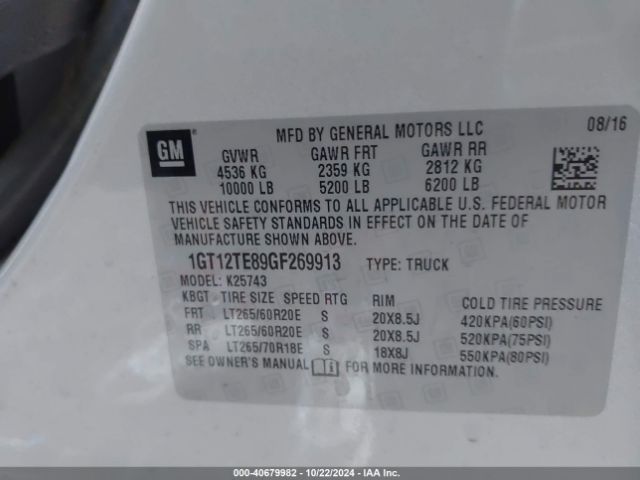 MFD BY GENERAL MOTORS LLC 08/16
GM
GVWR GAWR FRT GAWR RR
4536 KG 2359 KG 2812 KG
10000 LB 5200 LB 6200 LB
THIS VEHICLE CONFORMS TO ALL APPLICABLE U.S. FEDERAL MOTOR
VEHICLE SAFETY STANDARDS IN EFFECT ON THE DATE OF
MANUFACTURE SHOWN ABOVE.
1GT12TE89GF269913 TYPE: TRUCK
MODEL: K25743
KBGT TIRE SIZE SPEED RTG RIM COLD TIRE PRESSURE
FRT LT265/60R20E S 20X8.5J 420KPA(60PSI)
RR LT265/60R20E S 20X8.5J 520KPA(75PSI)
SPA LT265/70R18E S 18X8J 550KPA(80PSI)
SEE OWNER'S MANUAL FOR MORE INFORMATION.
000-40679982 - 10/22/2024 - IAA Inc.